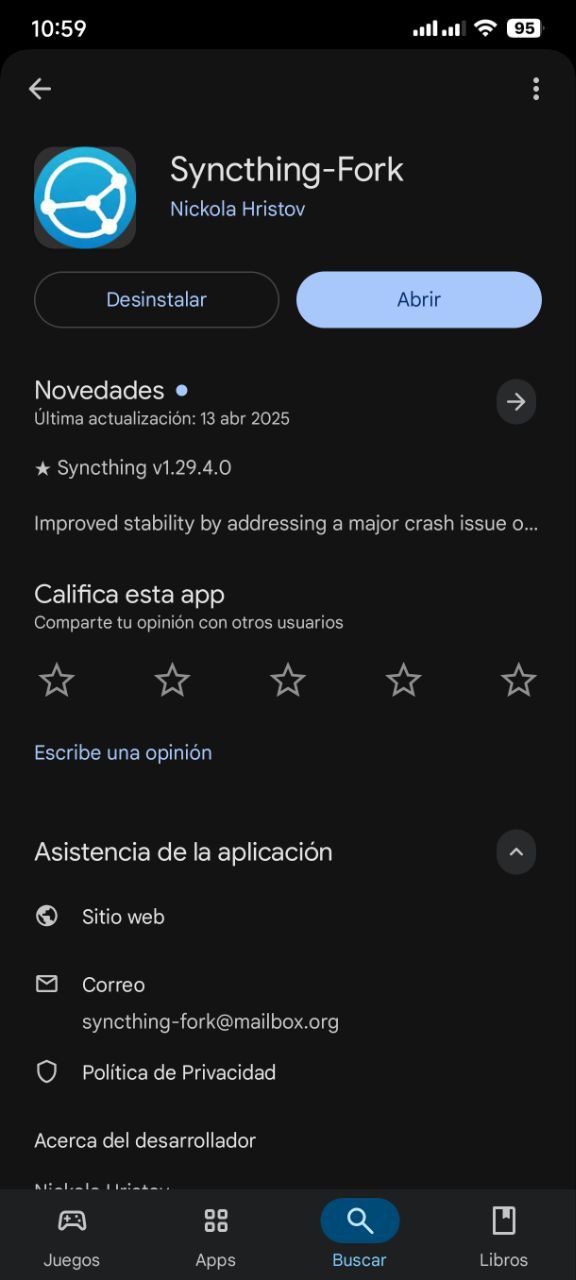 10:59
95
Syncthing-Fork
Nickola Hristov
Desinstalar
Abrir
Novedades
Última actualización: 13 abr 2025
★ Syncthing v1.29.4.0
Improved stability by addressing a major crash issue o...
Califica esta app
Comparte tu opinión con otros usuarios
Escribe una opinión
Asistencia de la aplicación
Sitio web
Correo
syncthing-fork@mailbox.org
Política de Privacidad
Acerca del desarrollador
Nickola Hristov
Juegos
Apps
Buscar
Libros